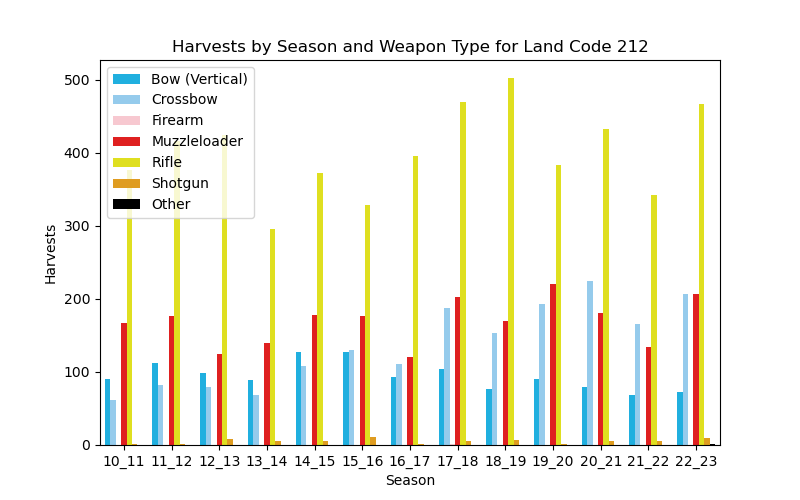 Harvests by Season and Weapon Type for Land Code 212
500
400
300
200
100
0
Harvests
Bow (Vertical)
Crossbow
Firearm
Muzzleloader
Rifle
Shotgun
Other
10_11 11_12 12_13 13_14 14_15 15_16 16_17 17_18 18_19 19_20 20_21 21_22 22_23
Season